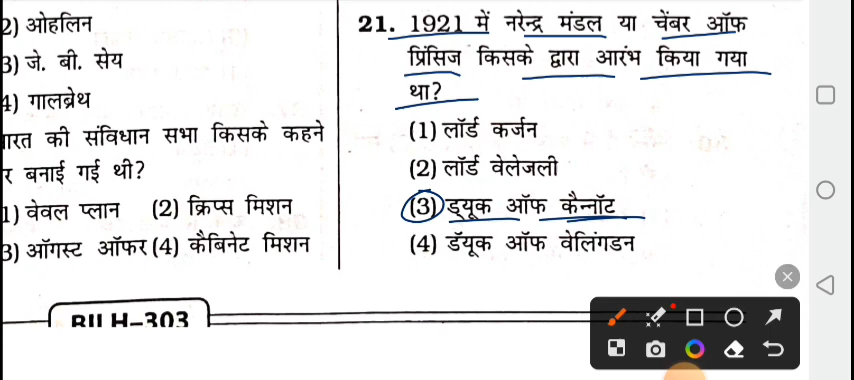 2) ओहलिन
3) जे. बी. सेय
4) गालब्रेथ
ारत की संविधान सभा किसके कहने
र बनाई गई थी?
1) वेवल प्लान (2) क्रिप्स मिशन
3) ऑगस्ट ऑफर (4) कैबिनेट मिशन
BILH-303
21. 1921 में नरेन्द्र मंडल या चेंबर ऑफ
प्रिंसिज किसके द्वारा आरंभ किया गया
था?
(1) लॉर्ड कर्जन
(2) लॉर्ड वेलेजली
(3) ड्यूक ऑफ कैन्नॉट
(4) डॅयूक ऑफ वेलिंगडन